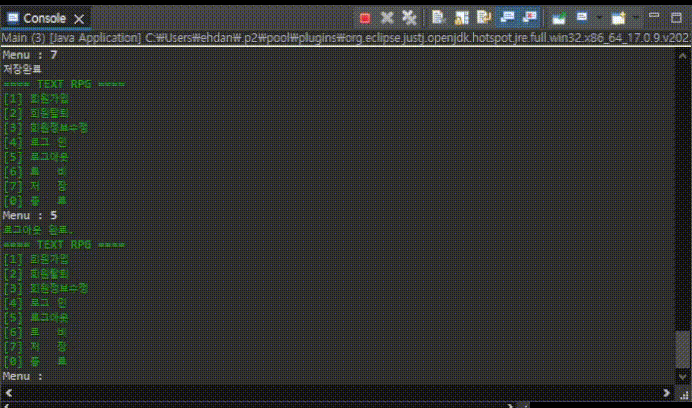 Console
Main (3) [Java Application] C:₩Users₩ehdan₩.p2₩pool₩plugins₩org.eclipse.justj.openjdk.hotspot.jre.full.win32.x86_64_17.0.9.v202
Menu : 7
저장완료
==== TEXT RPG ====
[1] 회원가입
[2] 회원탈퇴
[3] 회원정보수정
[4] 로그 인
[5] 로그아웃
[6] 로 비
[7] 저 장
[0] 종 료
Menu : 5
로그아웃 완료.
==== TEXT RPG ====
[1] 회원가입
[2] 회원탈퇴
[3] 회원정보수정
[4] 로그 인
[5] 로그아웃
[6] 로 비
[7] 저 장
[0] 종 료
Menu :